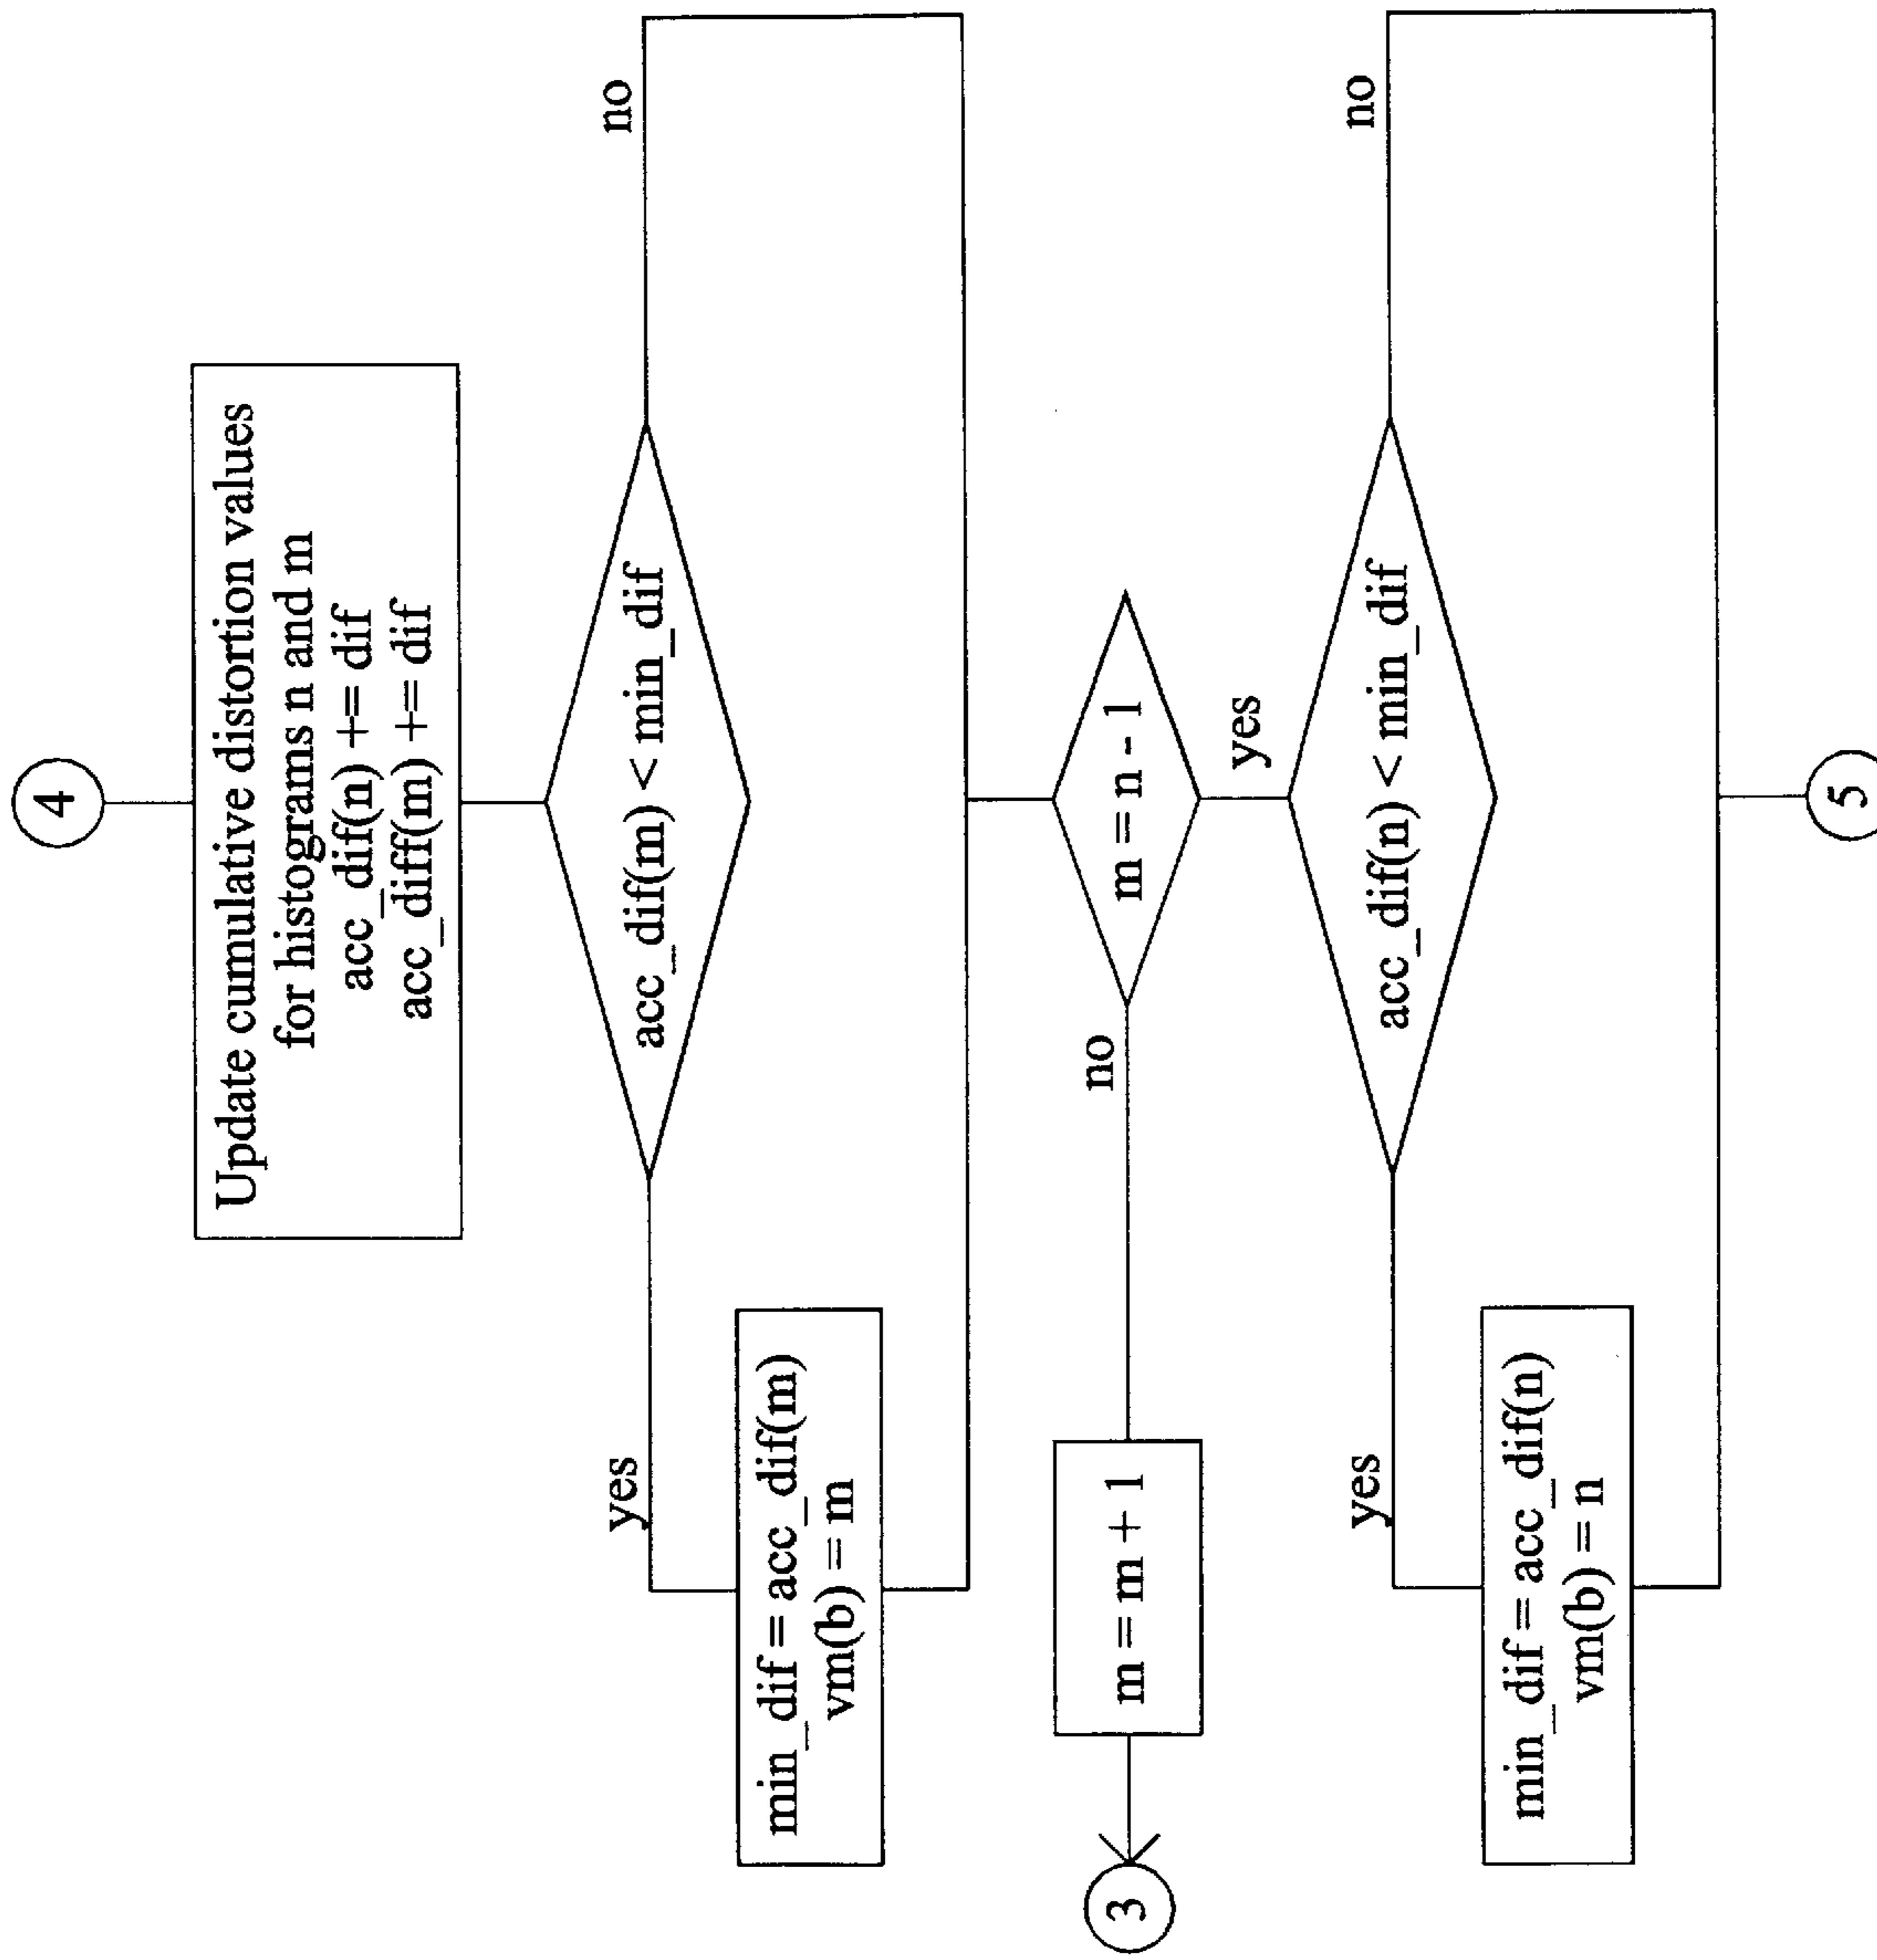 4
Update cumulative distortion values
for histograms n and m
acc_dif(n) += dif
acc_diff(m) += dif
acc_dif(m) < min_dif
yes
no
min_dif = acc_dif(m)
vm(b) = m
m = n - 1
no
yes
m = m + 1
3
acc_dif(n) < min_dif
yes
no
min_dif = acc_dif(n)
vm(b) = n
5